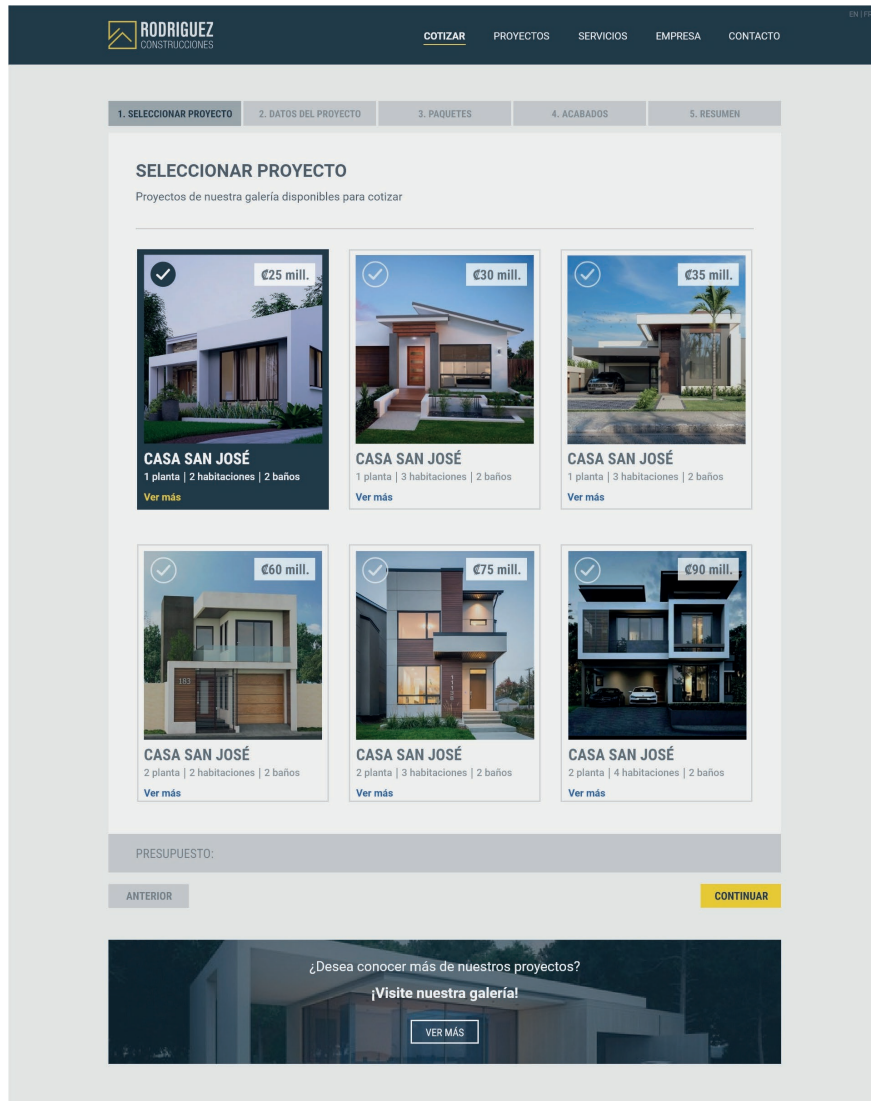 EN | FR
RODRIGUEZ
CONSTRUCCIONES
COTIZAR PROYECTOS SERVICIOS EMPRESA CONTACTO
1. SELECCIONAR PROYECTO 2. DATOS DEL PROYECTO 3. PAQUETES 4. ACABADOS 5. RESUMEN
SELECCIONAR PROYECTO
Proyectos de nuestra galería disponibles para cotizar
₡25 mill. ₡30 mill. ₡35 mill.
CASA SAN JOSÉ CASA SAN JOSÉ CASA SAN JOSÉ
1 planta | 2 habitaciones | 2 baños 1 planta | 3 habitaciones | 2 baños 1 planta | 3 habitaciones | 2 baños
Ver más Ver más Ver más
₡60 mill. ₡75 mill. ₡90 mill.
183
CASA SAN JOSÉ CASA SAN JOSÉ CASA SAN JOSÉ
2 planta | 2 habitaciones | 2 baños 2 planta | 3 habitaciones | 2 baños 2 planta | 4 habitaciones | 2 baños
Ver más Ver más Ver más
PRESUPUESTO:
ANTERIOR CONTINUAR
¿Desea conocer más de nuestros proyectos?
¡Visite nuestra galería!
VER MÁS